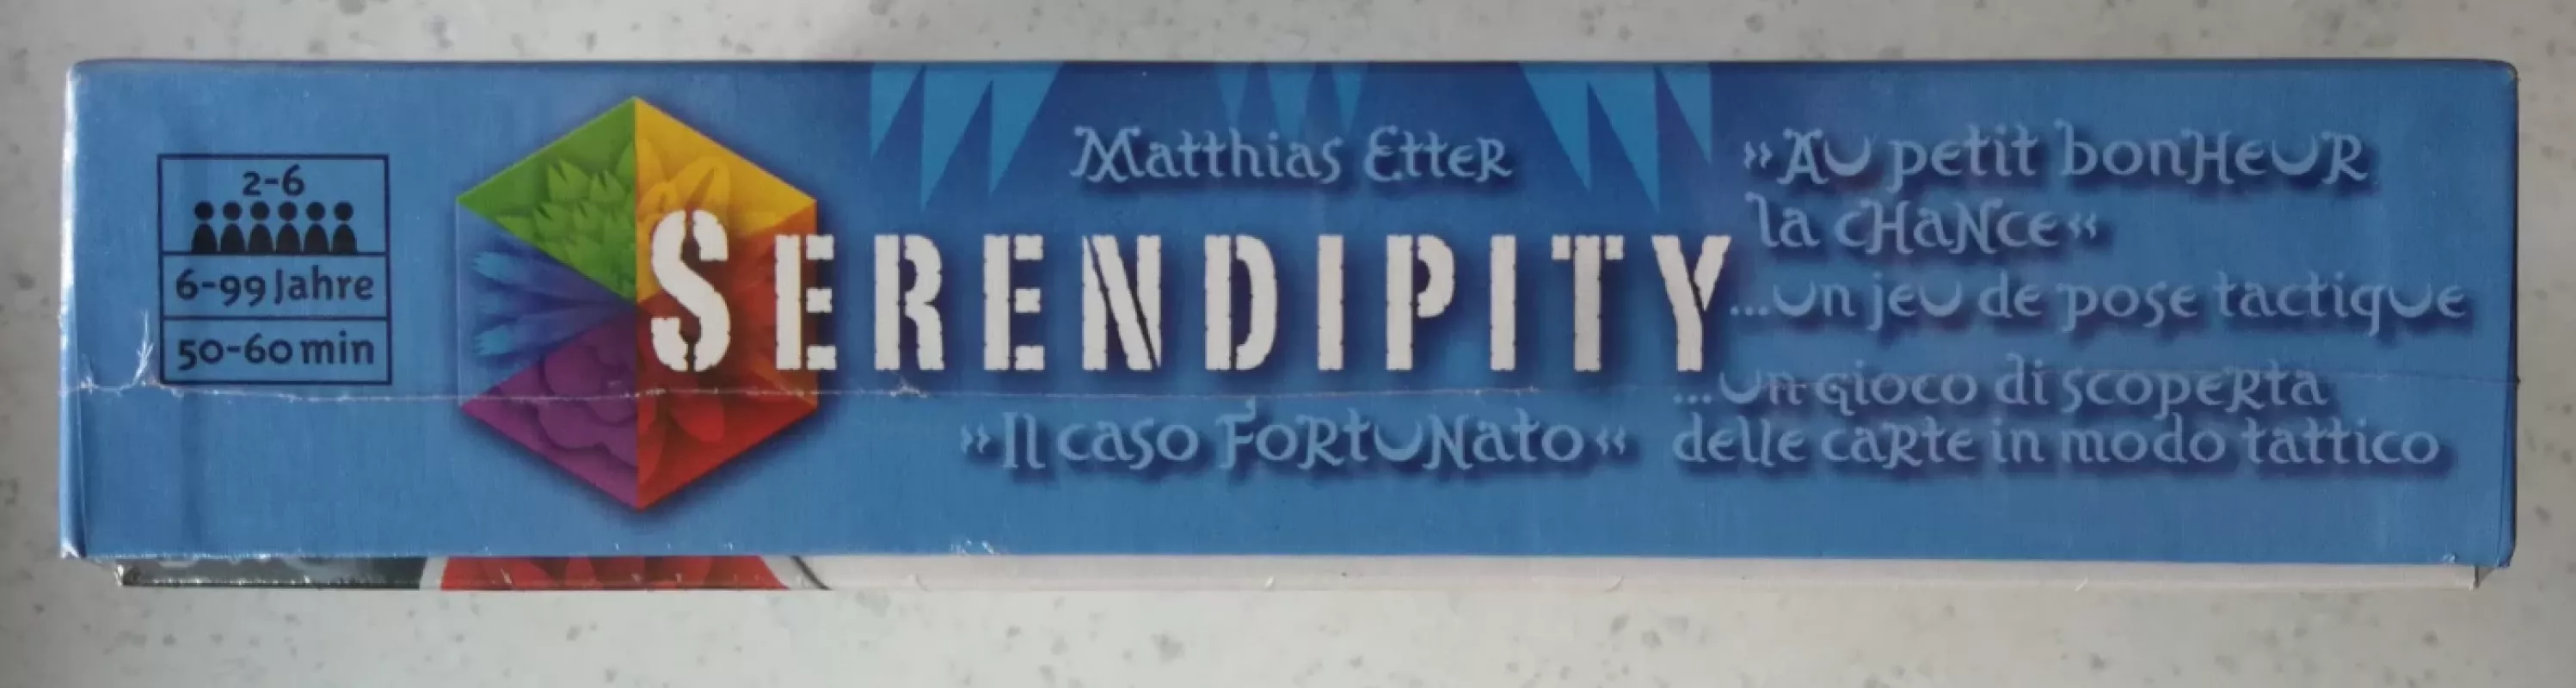 2-6
6-99 Jahre
50-60 min
Matthias Etter
SERENDIPITY
»Il caso Fortunato«
»Au petit bonheur
la chance«
...un jeu de pose tactique
...un gioco di scoperta
delle carte in modo tattico